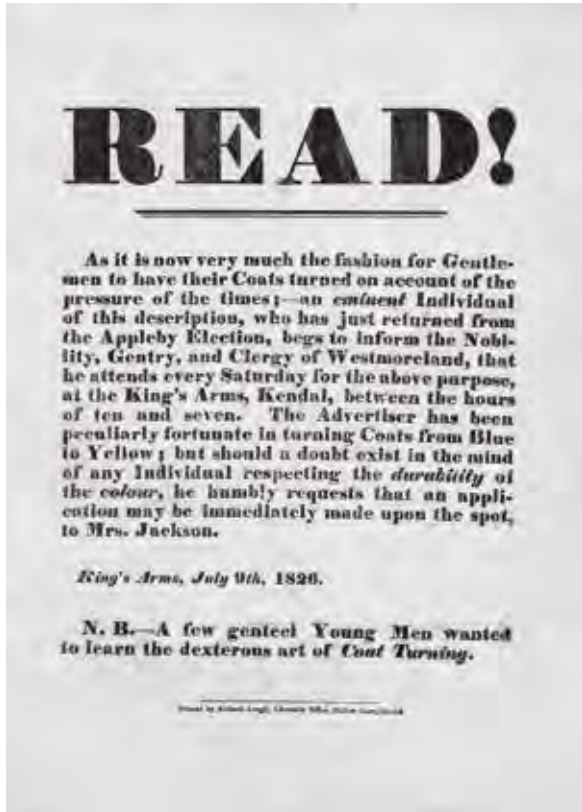 READ!
As it is now very much the fashion for Gentle-
men to have their Coats turned on account of the
pressure of the times;—an eminent Individual
of this description, who has just returned from
the Appleby Election, begs to inform the Nobi-
lity, Gentry, and Clergy of Westmoreland, that
he attends every Saturday for the above purpose,
at the King's Arms, Kendal, between the hours
of ten and seven. The Advertiser has been
peculiarly fortunate in turning Coats from Blue
to Yellow; but should a doubt exist in the mind
of any Individual respecting the durability of
the colour, he humbly requests that an appli-
cation may be immediately made upon the spot,
to Mrs. Jackson.
King's Arms, July 9th, 1826.
N. B.—A few genteel Young Men wanted
to learn the dexterous art of Coat Turning.
Printed by Richard Lough, Chronicle Office,